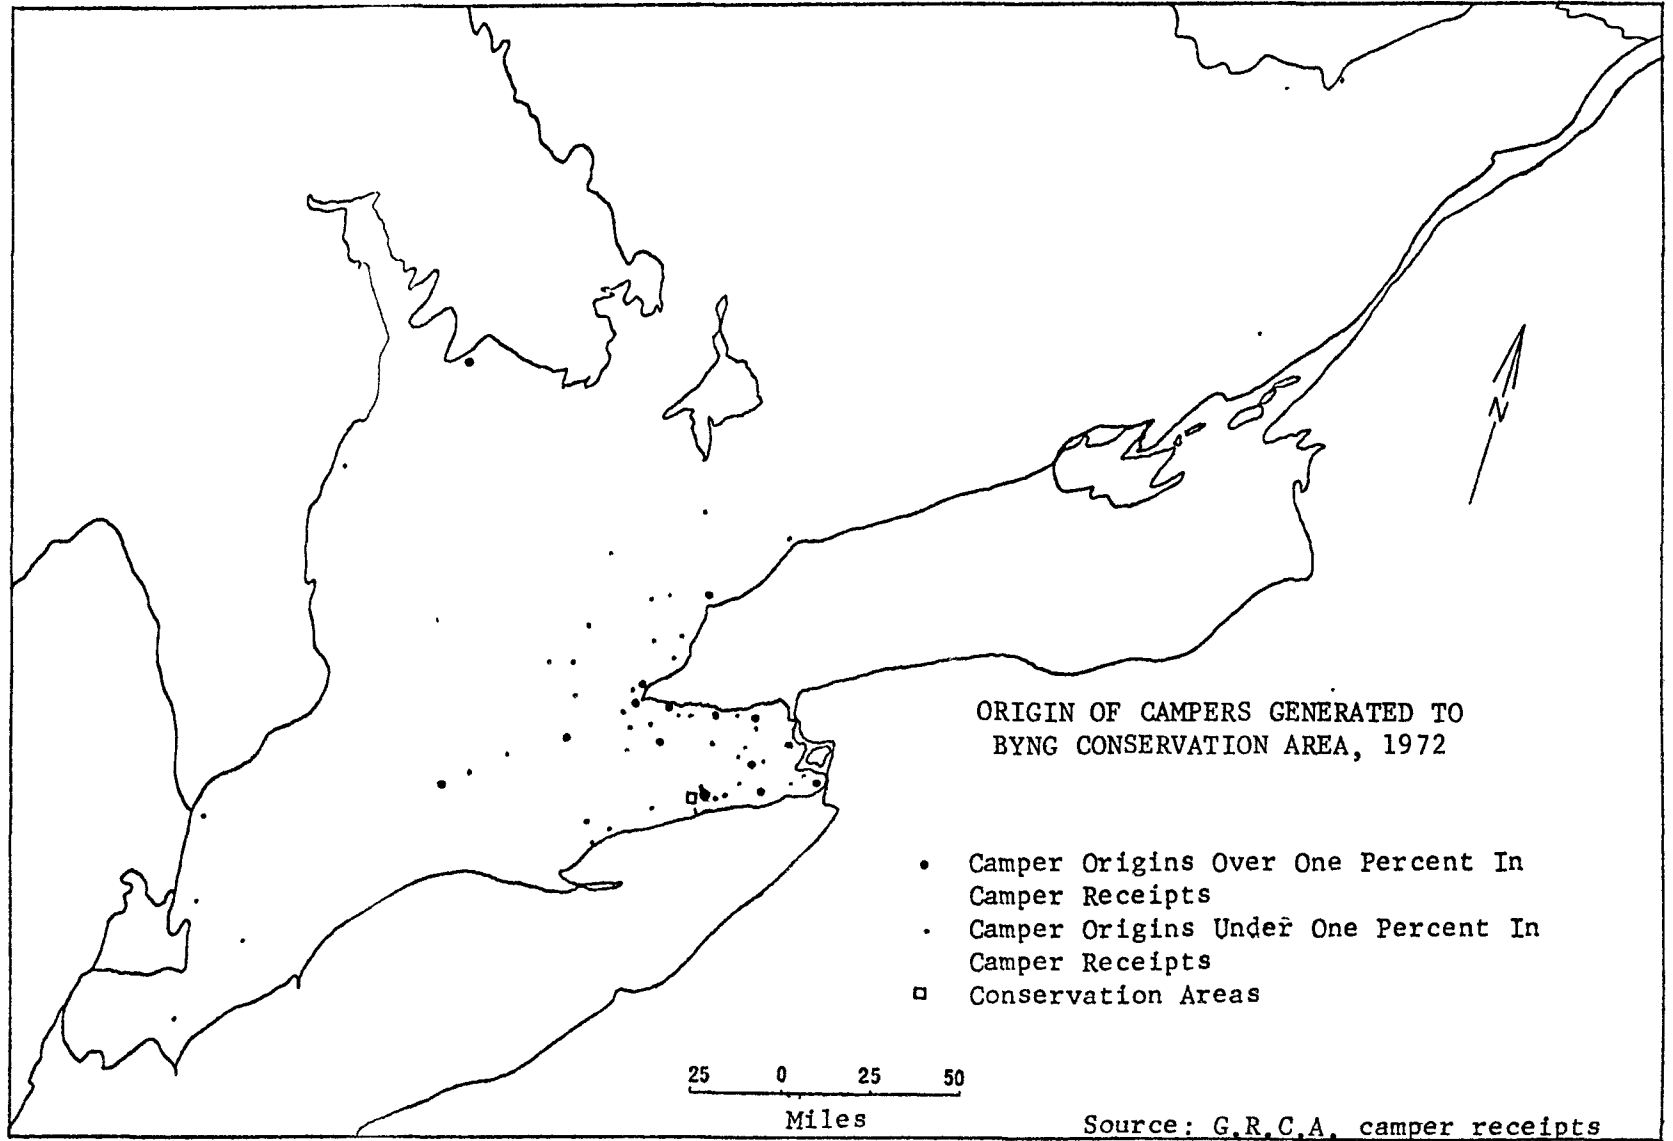 N
ORIGIN OF CAMPERS GENERATED TO
BYNG CONSERVATION AREA, 1972
Camper Origins Over One Percent In
Camper Receipts
Camper Origins Under One Percent In
Camper Receipts
Conservation Areas
25 0 25 50
Miles
Source: G.R.C.A. camper receipts